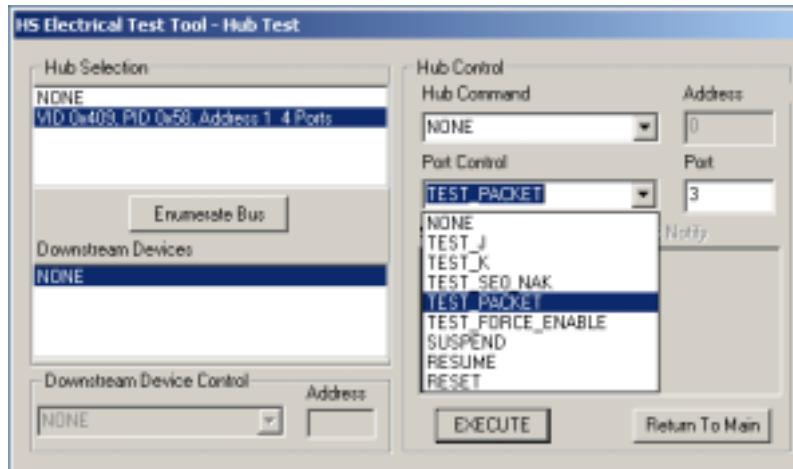 HS Electrical Test Tool - Hub Test
Hub Selection
NONE
VID 0x409, PID 0x58, Address 1 4 Ports
Enumerate Bus
Downstream Devices
NONE
Downstream Device Control
Address
NONE
Hub Control
Hub Command
Address
NONE
0
Port Control
Port
TEST_PACKET
3
NONE
TEST_J
TEST_K
TEST_SE0_NAK
TEST_PACKET
TEST_FORCE_ENABLE
SUSPEND
RESUME
RESET
Notify
EXECUTE
Return To Main